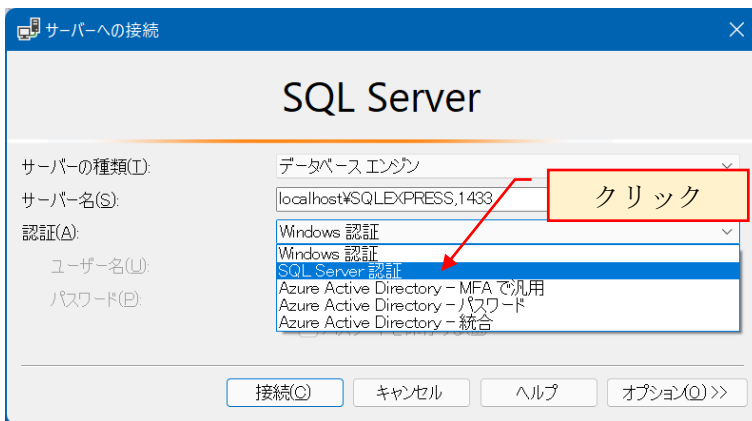 サーバーへの接続
SQL Server
サーバーの種類(T):
データベース エンジン
サーバー名(S):
localhost¥SQLEXPRESS,1433
クリック
認証(A):
Windows 認証
Windows 認証
SQL Server 認証
ユーザー名(U):
Azure Active Directory - MFA で汎用
パスワード(P):
Azure Active Directory - パスワード
Azure Active Directory - 統合
接続(C)
キャンセル
ヘルプ
オプション(O) >>